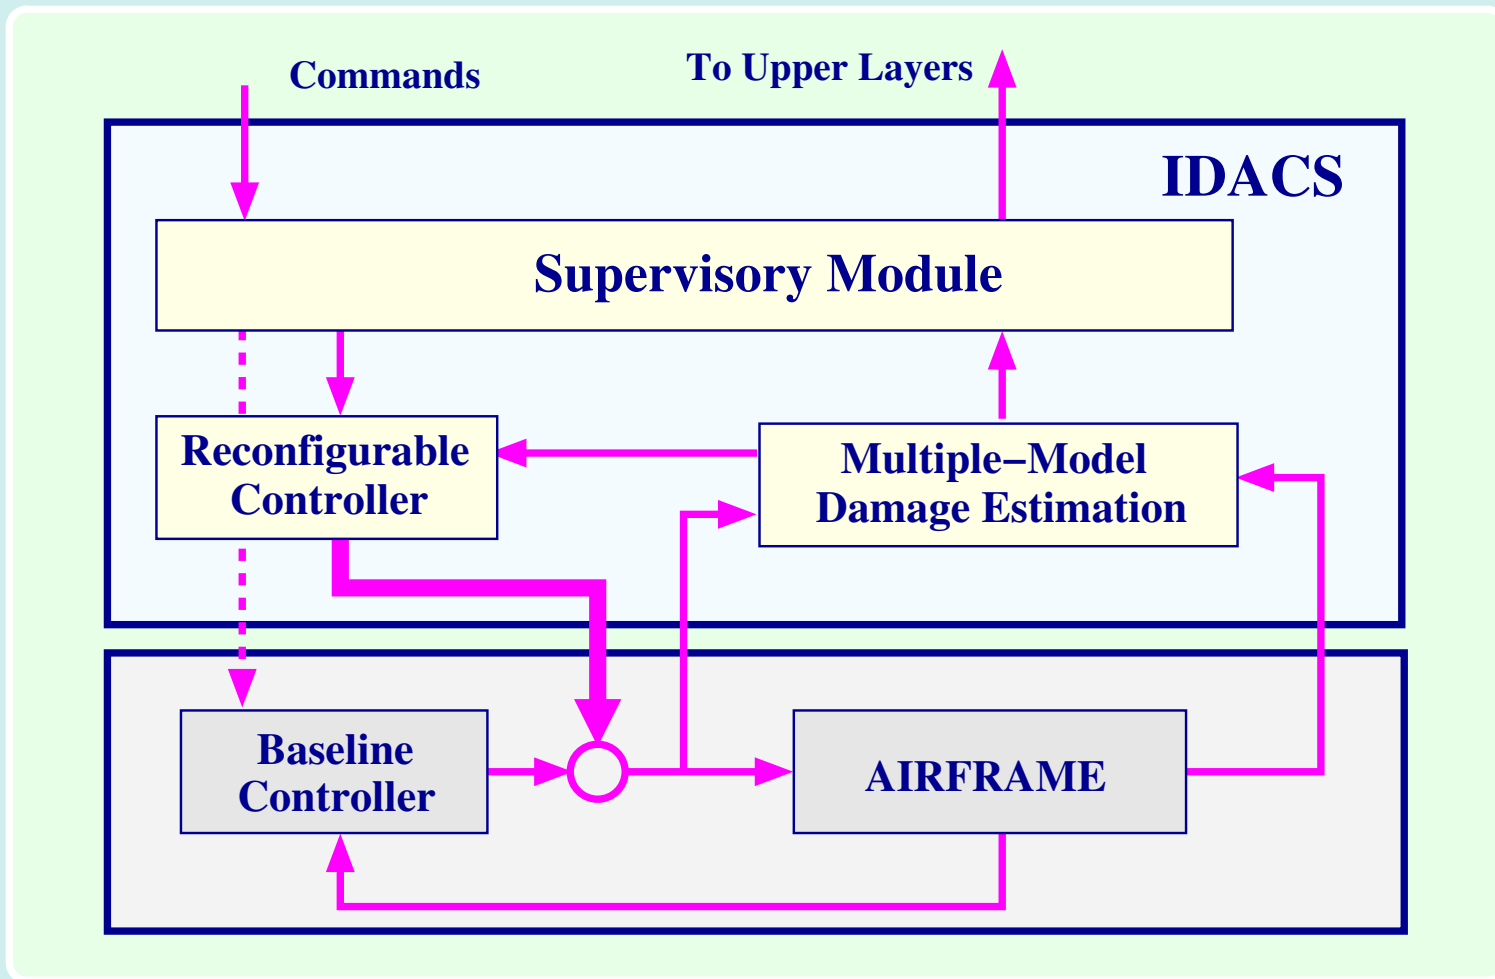 Commands
To Upper Layers
IDACS
Supervisory Module
Reconfigurable
Controller
Multiple−Model
Damage Estimation
Baseline
Controller
AIRFRAME